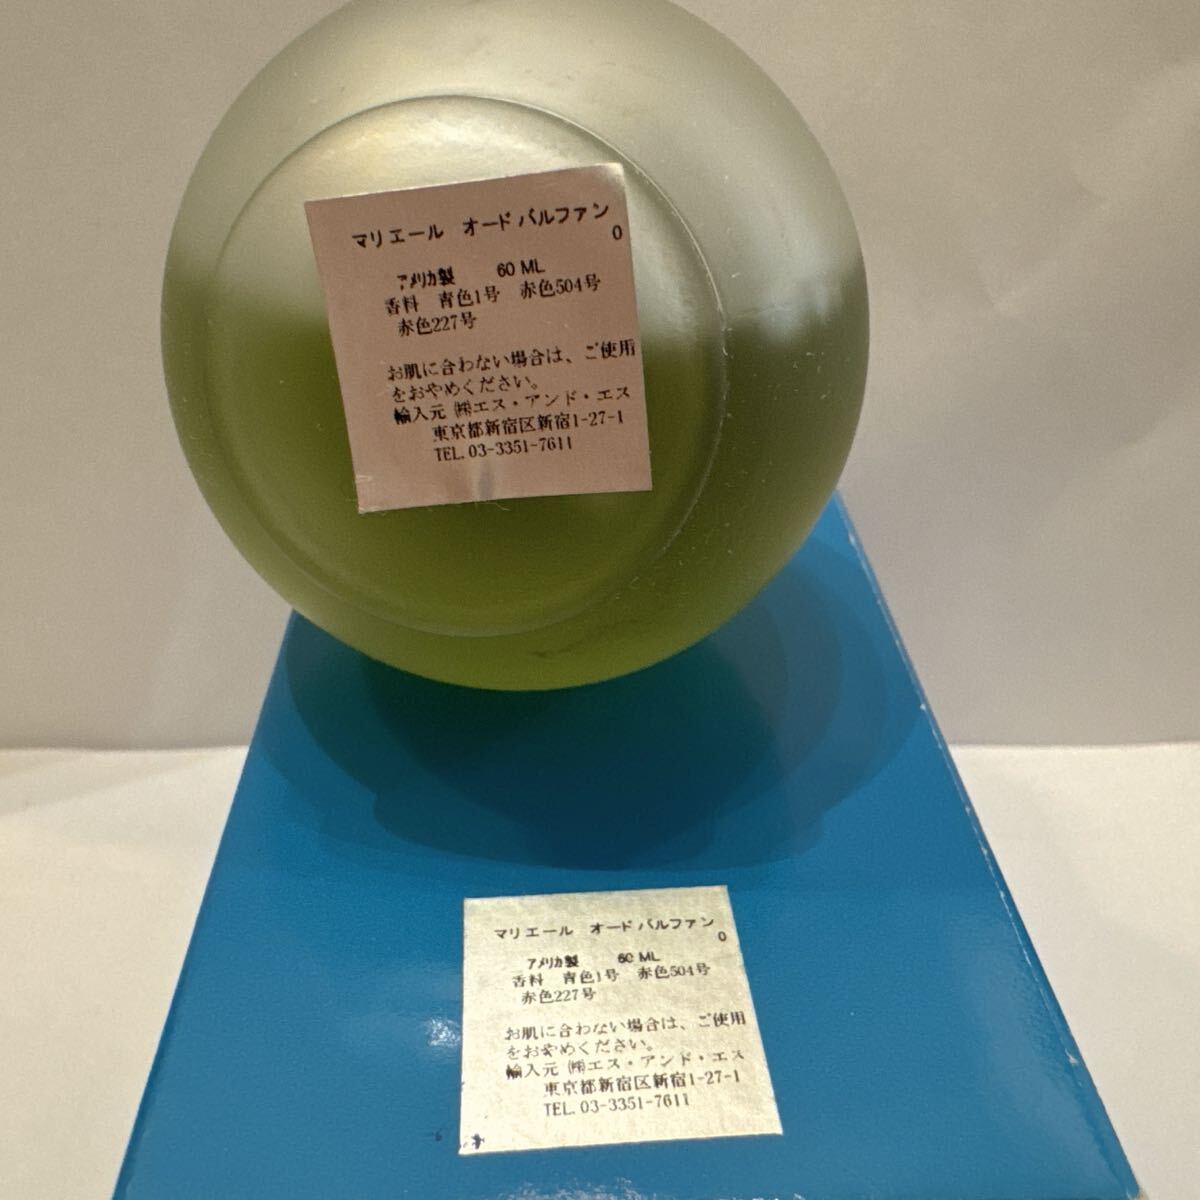 マリエール オードパルファン
0
アメリカ製 60 ML
香料 青色1号 赤色504号
赤色227号
お肌に合わない場合は、ご使用
をおやめください。
輸入元 ㈱エス・アンド・エス
東京都新宿区新宿1-27-1
TEL. 03-3351-7611
マリエール オードパルファン
0
アメリカ製 60 ML
香料 青色1号 赤色504号
赤色227号
お肌に合わない場合は、ご使用
をおやめください。
輸入元 ㈱エス・アンド・エス
東京都新宿区新宿1-27-1
TEL. 03-3351-7611